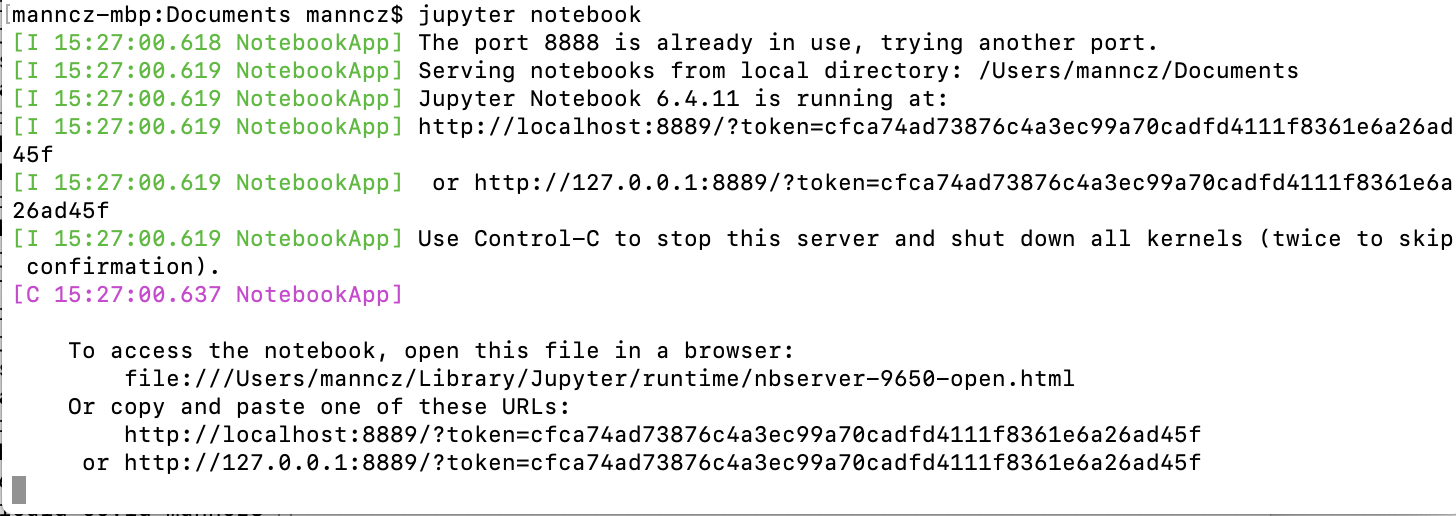 [manncz-mbp:Documents manncz$ jupyter notebook
[I 15:27:00.618 NotebookApp] The port 8888 is already in use, trying another port.
[I 15:27:00.619 NotebookApp] Serving notebooks from local directory: /Users/manncz/Documents
[I 15:27:00.619 NotebookApp] Jupyter Notebook 6.4.11 is running at:
[I 15:27:00.619 NotebookApp] http://localhost:8889/?token=cfca74ad73876c4a3ec99a70cadfd4111f8361e6a26ad
45f
[I 15:27:00.619 NotebookApp]  or http://127.0.0.1:8889/?token=cfca74ad73876c4a3ec99a70cadfd4111f8361e6a
26ad45f
[I 15:27:00.619 NotebookApp] Use Control-C to stop this server and shut down all kernels (twice to skip
 confirmation).
[C 15:27:00.637 NotebookApp]
    To access the notebook, open this file in a browser:
        file:///Users/manncz/Library/Jupyter/runtime/nbserver-9650-open.html
    Or copy and paste one of these URLs:
        http://localhost:8889/?token=cfca74ad73876c4a3ec99a70cadfd4111f8361e6a26ad45f
     or http://127.0.0.1:8889/?token=cfca74ad73876c4a3ec99a70cadfd4111f8361e6a26ad45f